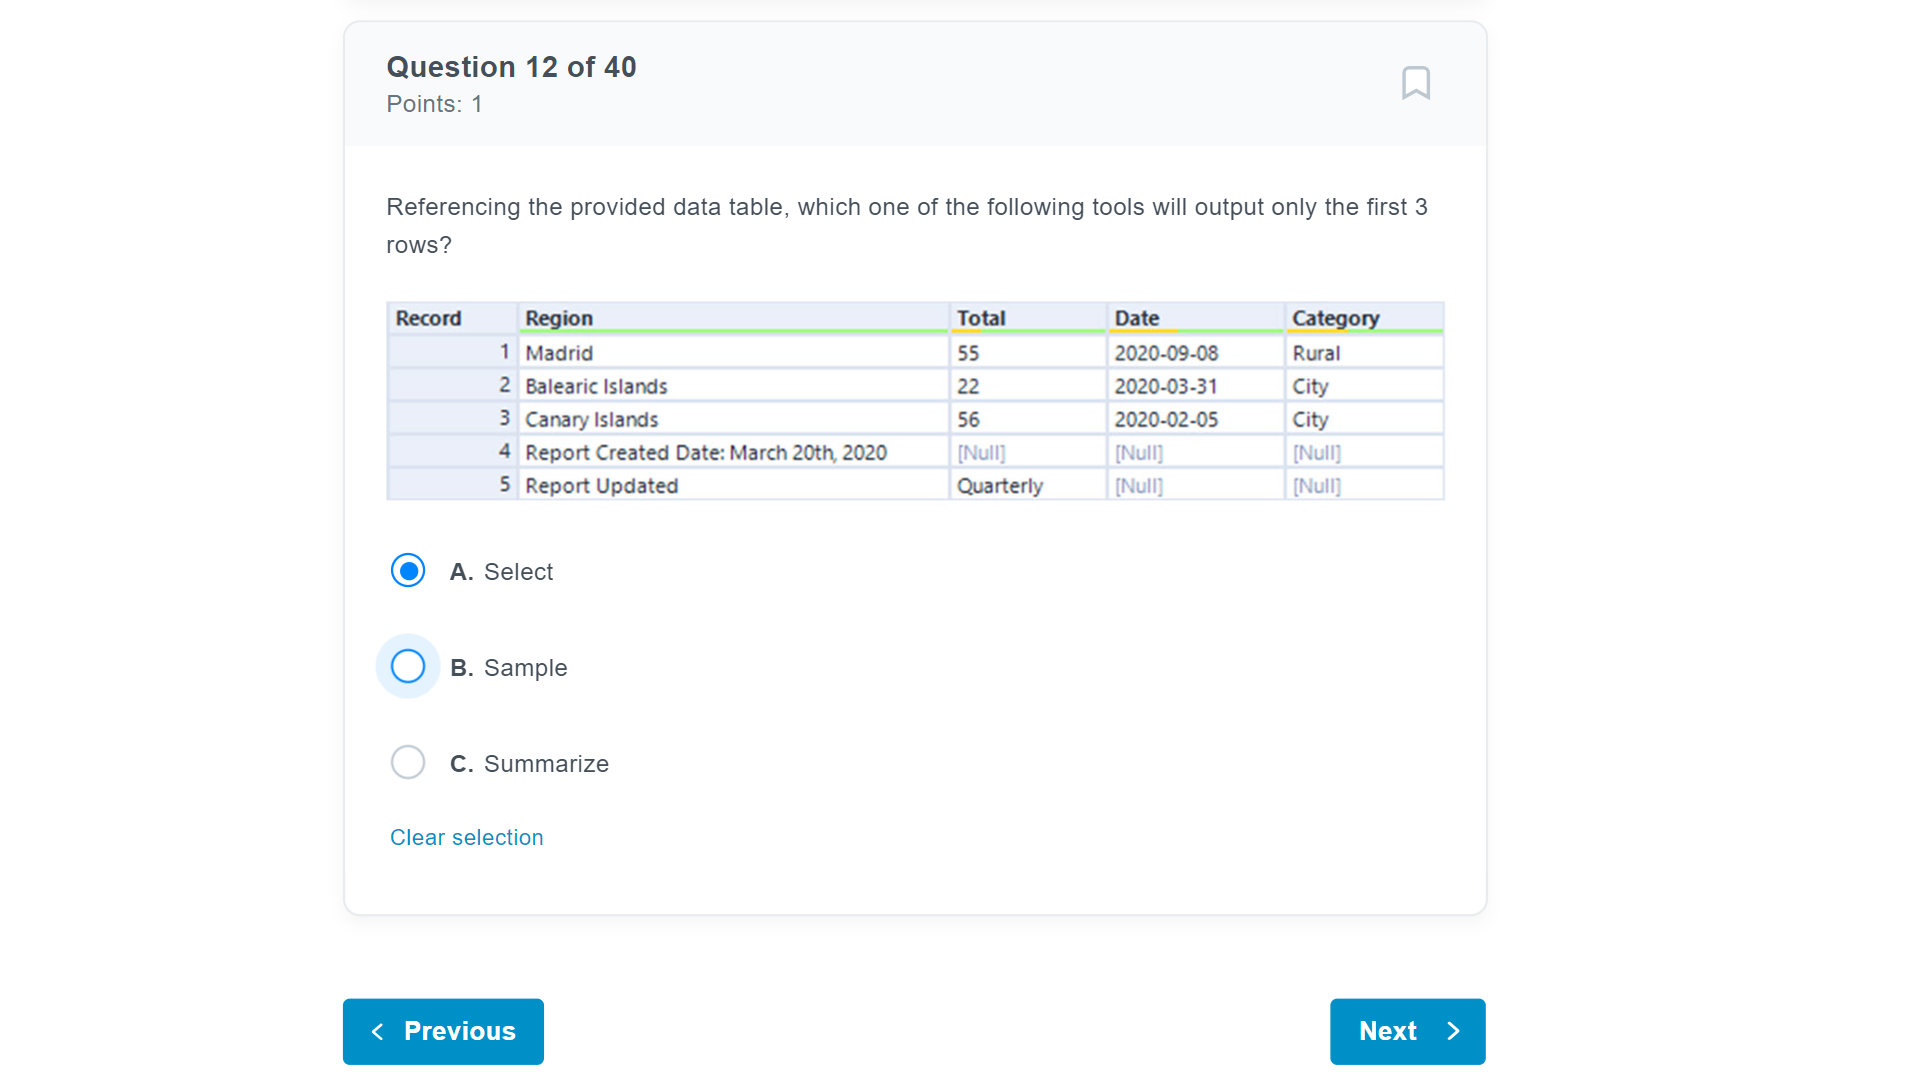 Question 12 of 40
Points: 1
Referencing the provided data table, which one of the following tools will output only the first 3
rows?
Record Region Total Date Category
1 Madrid 55 2020-09-08 Rural
2 Balearic Islands 22 2020-03-31 City
3 Canary Islands 56 2020-02-05 City
4 Report Created Date: March 20th, 2020 [Null] [Null] [Null]
5 Report Updated Quarterly [Null] [Null]
A. Select
B. Sample
C. Summarize
Clear selection
Previous
Next